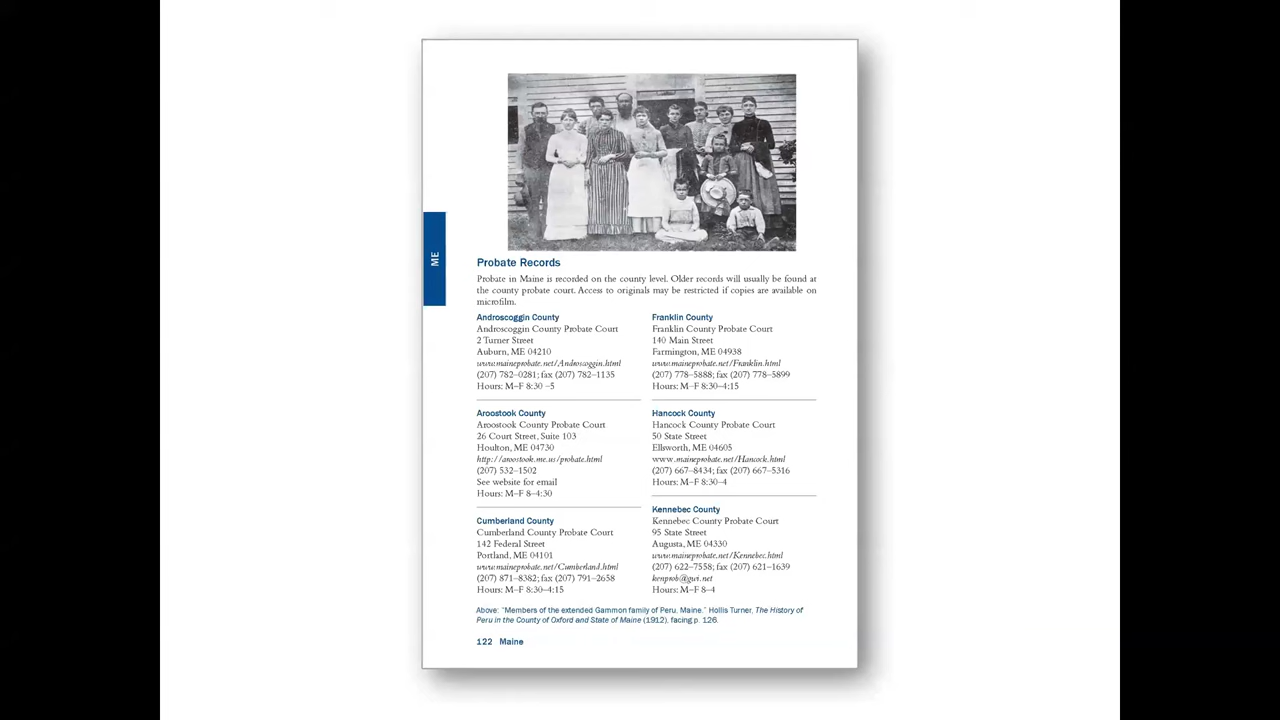 ME
Probate Records
Probate in Maine is recorded on the county level. Older records will usually be found at
the county probate court. Access to originals may be restricted if copies are available on
microfilm.
Androscoggin County
Androscoggin County Probate Court
2 Turner Street
Auburn, ME 04210
www.maineprobate.net/Androscoggin.html
(207) 782–0281; fax (207) 782–1135
Hours: M–F 8:30 –5
Aroostook County
Aroostook County Probate Court
26 Court Street, Suite 103
Houlton, ME 04730
http://aroostook.me.us/probate.html
(207) 532–1502
See website for email
Hours: M–F 8–4:30
Cumberland County
Cumberland County Probate Court
142 Federal Street
Portland, ME 04101
www.maineprobate.net/Cumberland.html
(207) 871–8382; fax (207) 791–2658
Hours: M–F 8:30–4:15
Franklin County
Franklin County Probate Court
140 Main Street
Farmington, ME 04938
www.maineprobate.net/Franklin.html
(207) 778–5888; fax (207) 778–5899
Hours: M–F 8:30–4:15
Hancock County
Hancock County Probate Court
50 State Street
Ellsworth, ME 04605
www.maineprobate.net/Hancock.html
(207) 667–8434; fax (207) 667–5316
Hours: M–F 8:30–4
Kennebec County
Kennebec County Probate Court
95 State Street
Augusta, ME 04330
www.maineprobate.net/Kennebec.html
(207) 622–7558; fax (207) 621–1639
kenprob@gwi.net
Hours: M–F 8–4
Above: "Members of the extended Gammon family of Peru, Maine." Hollis Turner, The History of
Peru in the County of Oxford and State of Maine (1912), facing p. 126.
122 Maine